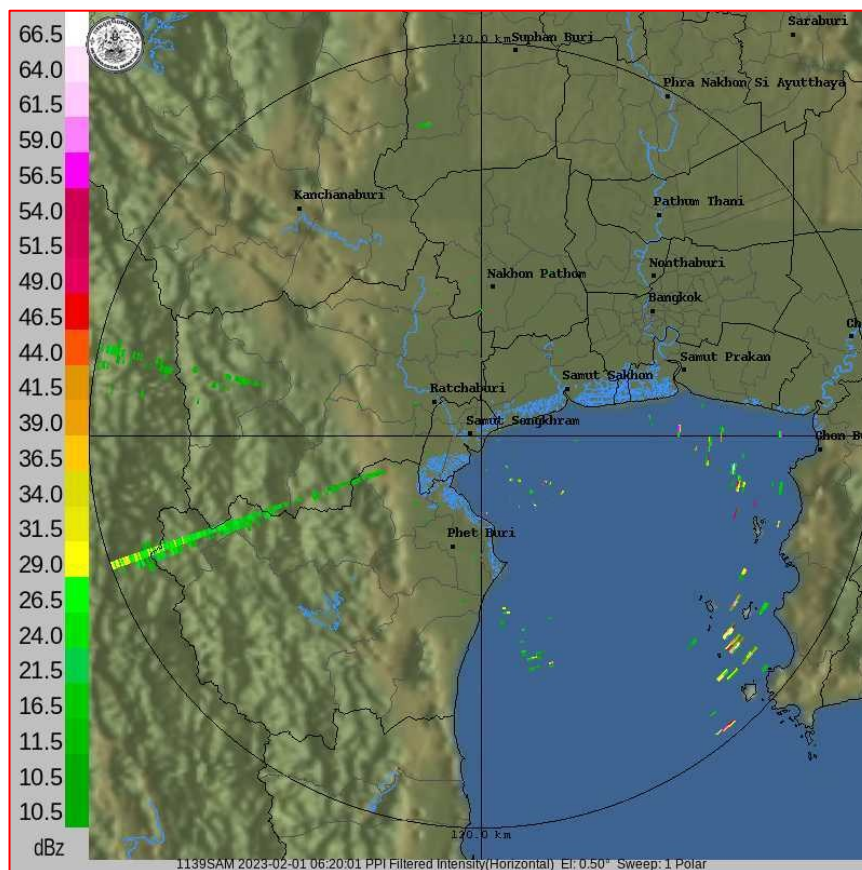 66.5
64.0
61.5
59.0
56.5
54.0
51.5
49.0
46.5
44.0
41.5
39.0
36.5
34.0
31.5
29.0
26.5
24.0
21.5
16.5
11.5
10.5
10.5
dBz
Saraburi
120.0 km
Suphan Buri
Phra Nakhon Si Ayutthaya
Kanchanaburi
Pathum Thani
Nonthaburi
Nakhon Pathom
Bangkok
Ch
Samut Prakan
Samut Sakhon
Ratchaburi
Samut Songkhram
Chon Bu
Phet Buri
120.0 km
1139SAM 2023-02-01 06:20:01 PPI Filtered Intensity(Horizontal) El: 0.50° Sweep: 1 Polar